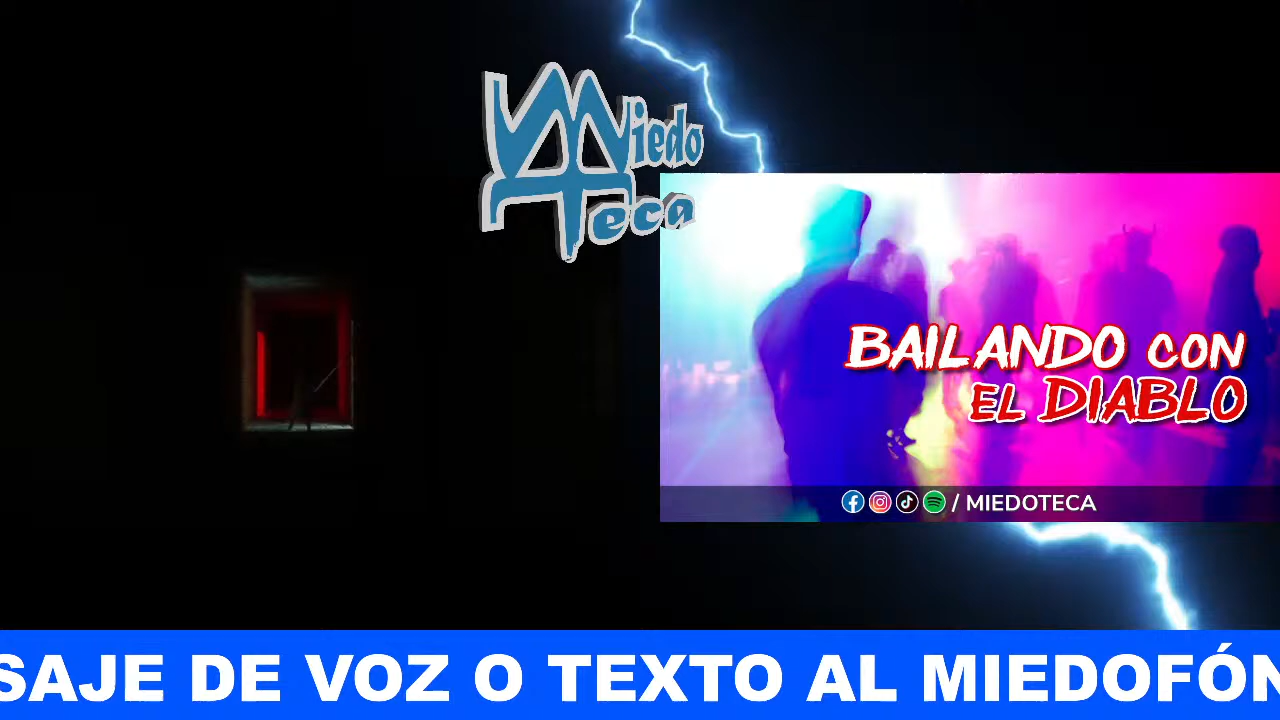 Miedo
Teca
BAILANDO CON
EL DIABLO
/ MIEDOTECA
SAJE DE VOZ O TEXTO AL MIEDOFÓN